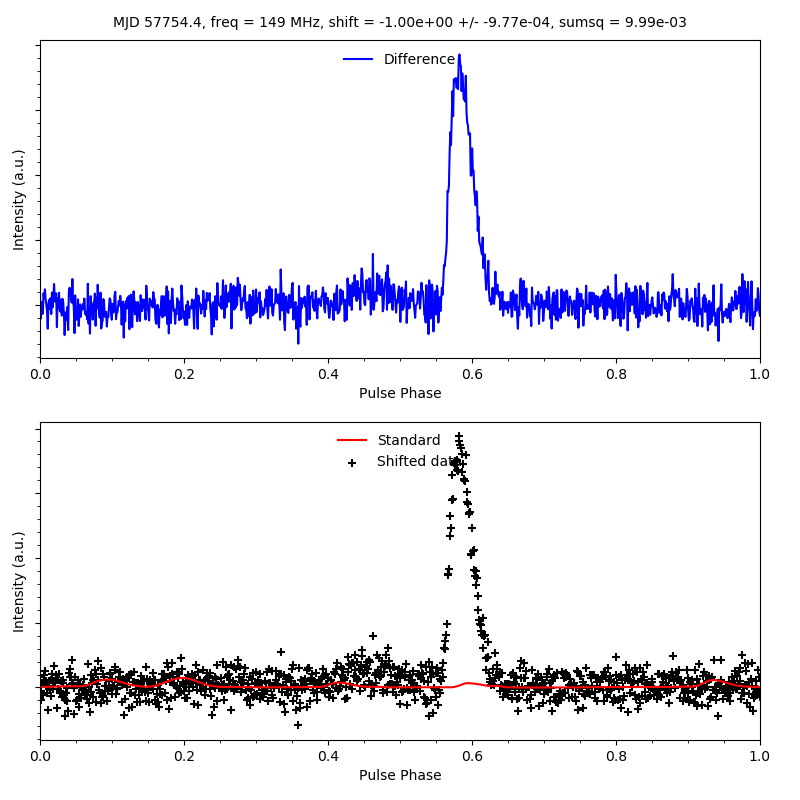 MJD 57754.4, freq = 149 MHz, shift = -1.00e+00 +/- -9.77e-04, sumsq = 9.99e-03
Difference
Intensity (a.u.)
0.0 0.2 0.4 0.6 0.8 1.0
Pulse Phase
Standard
Shifted data
Intensity (a.u.)
0.0 0.2 0.4 0.6 0.8 1.0
Pulse Phase